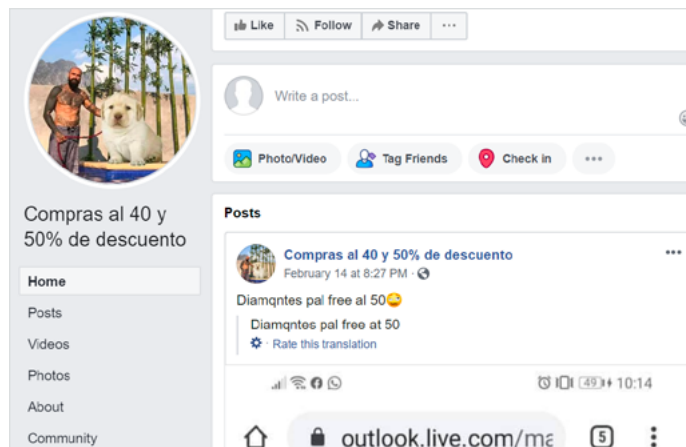 Like Follow Share ...
Write a post...
Photo/Video Tag Friends Check in ...
Compras al 40 y
50% de descuento
Home
Posts
Videos
Photos
About
Community
Posts
Compras al 40 y 50% de descuento ...
February 14 at 8:27 PM ·
Diamqntes pal free al 50
Diamqntes pal free at 50
· Rate this translation
49 10:14
outlook.live.com/ma 5